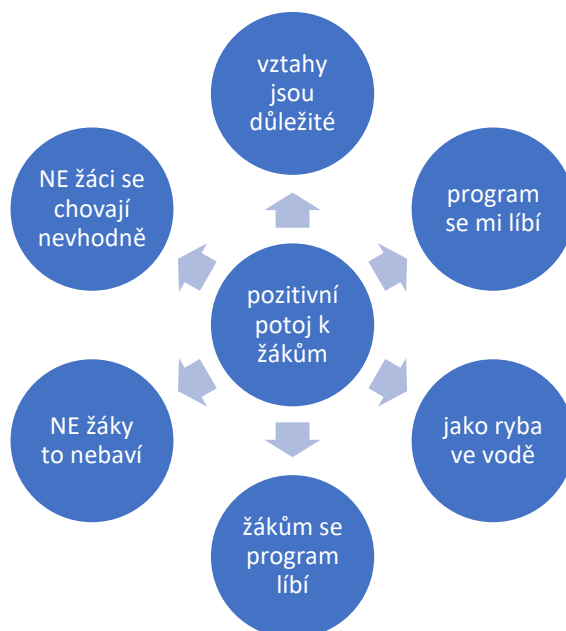 vztahy
jsou
důležité
NE žáci se
chovají
nevhodně
program
se mi líbí
pozitivní
potoj k
žákům
NE žáky
to nebaví
jako ryba
ve vodě
žákům se
program
líbí